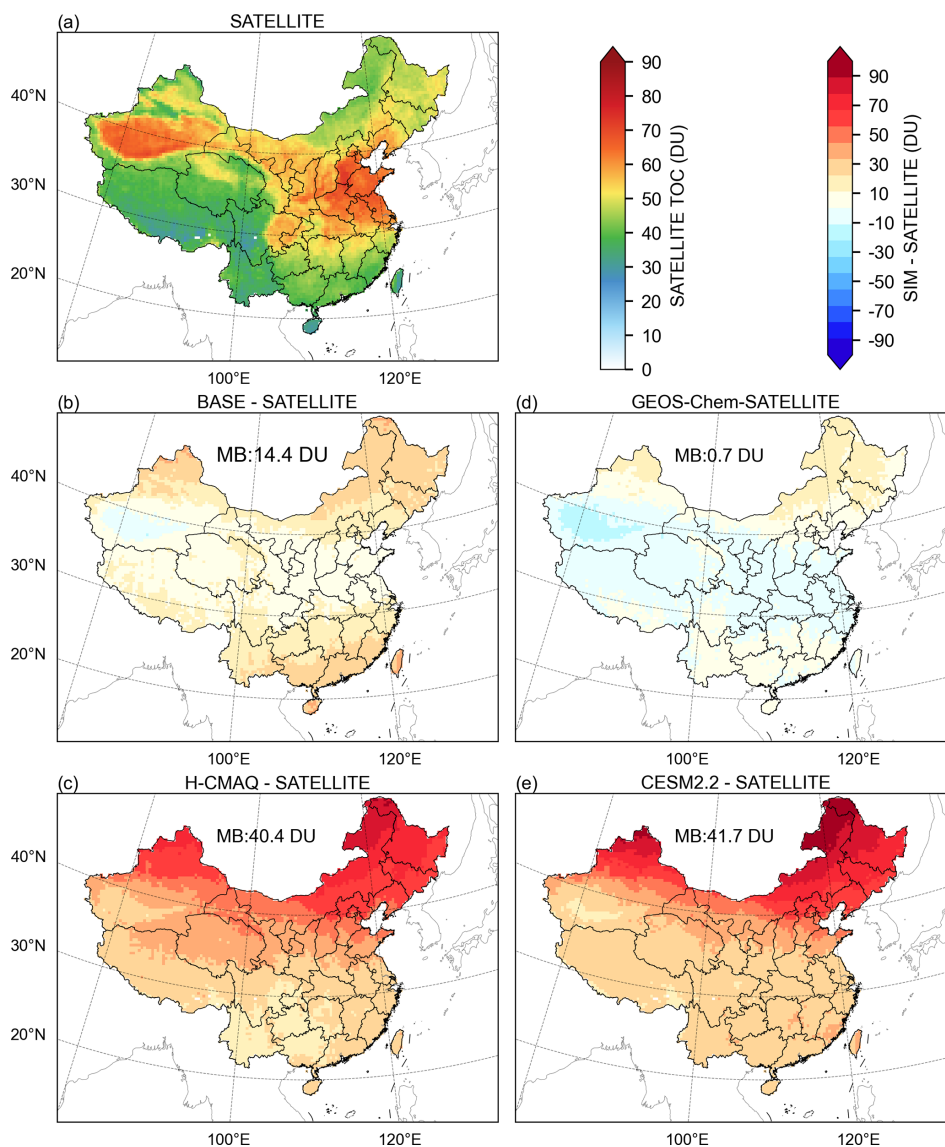 (a) SATELLITE
40°N
30°N
20°N
100°E 120°E
90
80
70
60
50
40
30
20
10
0
SATELLITE TOC (DU)
90
70
50
30
10
-10
-30
-50
-70
-90
SIM - SATELLITE (DU)
(b) BASE - SATELLITE
MB:14.4 DU
40°N
30°N
20°N
100°E 120°E
(d) GEOS-Chem-SATELLITE
MB:0.7 DU
100°E 120°E
(c) H-CMAQ - SATELLITE
MB:40.4 DU
40°N
30°N
20°N
100°E 120°E
(e) CESM2.2 - SATELLITE
MB:41.7 DU
100°E 120°E